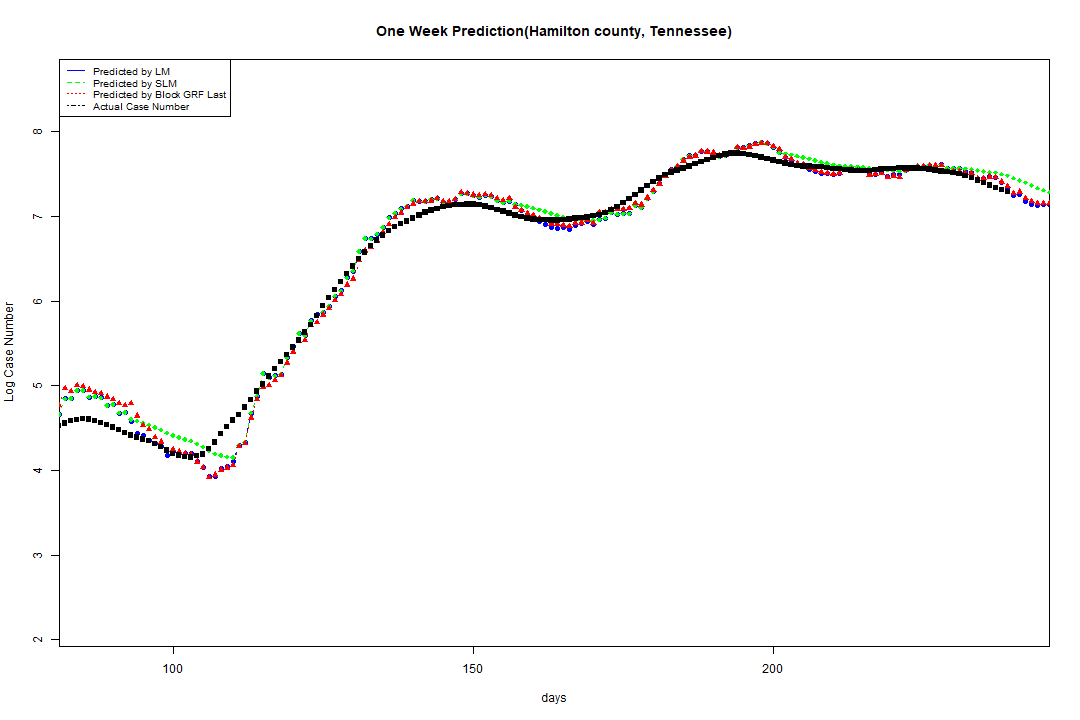 One Week Prediction(Hamilton county, Tennessee)
Predicted by LM
Predicted by SLM
Predicted by Block GRF Last
Actual Case Number
8
7
6
5
4
3
2
Log Case Number
100 150 200
days